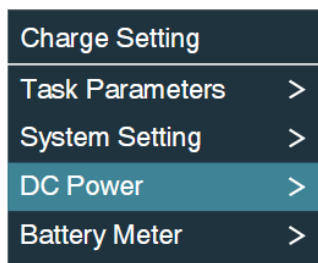 Charge Setting
Task Parameters >
System Setting >
DC Power >
Battery Meter >